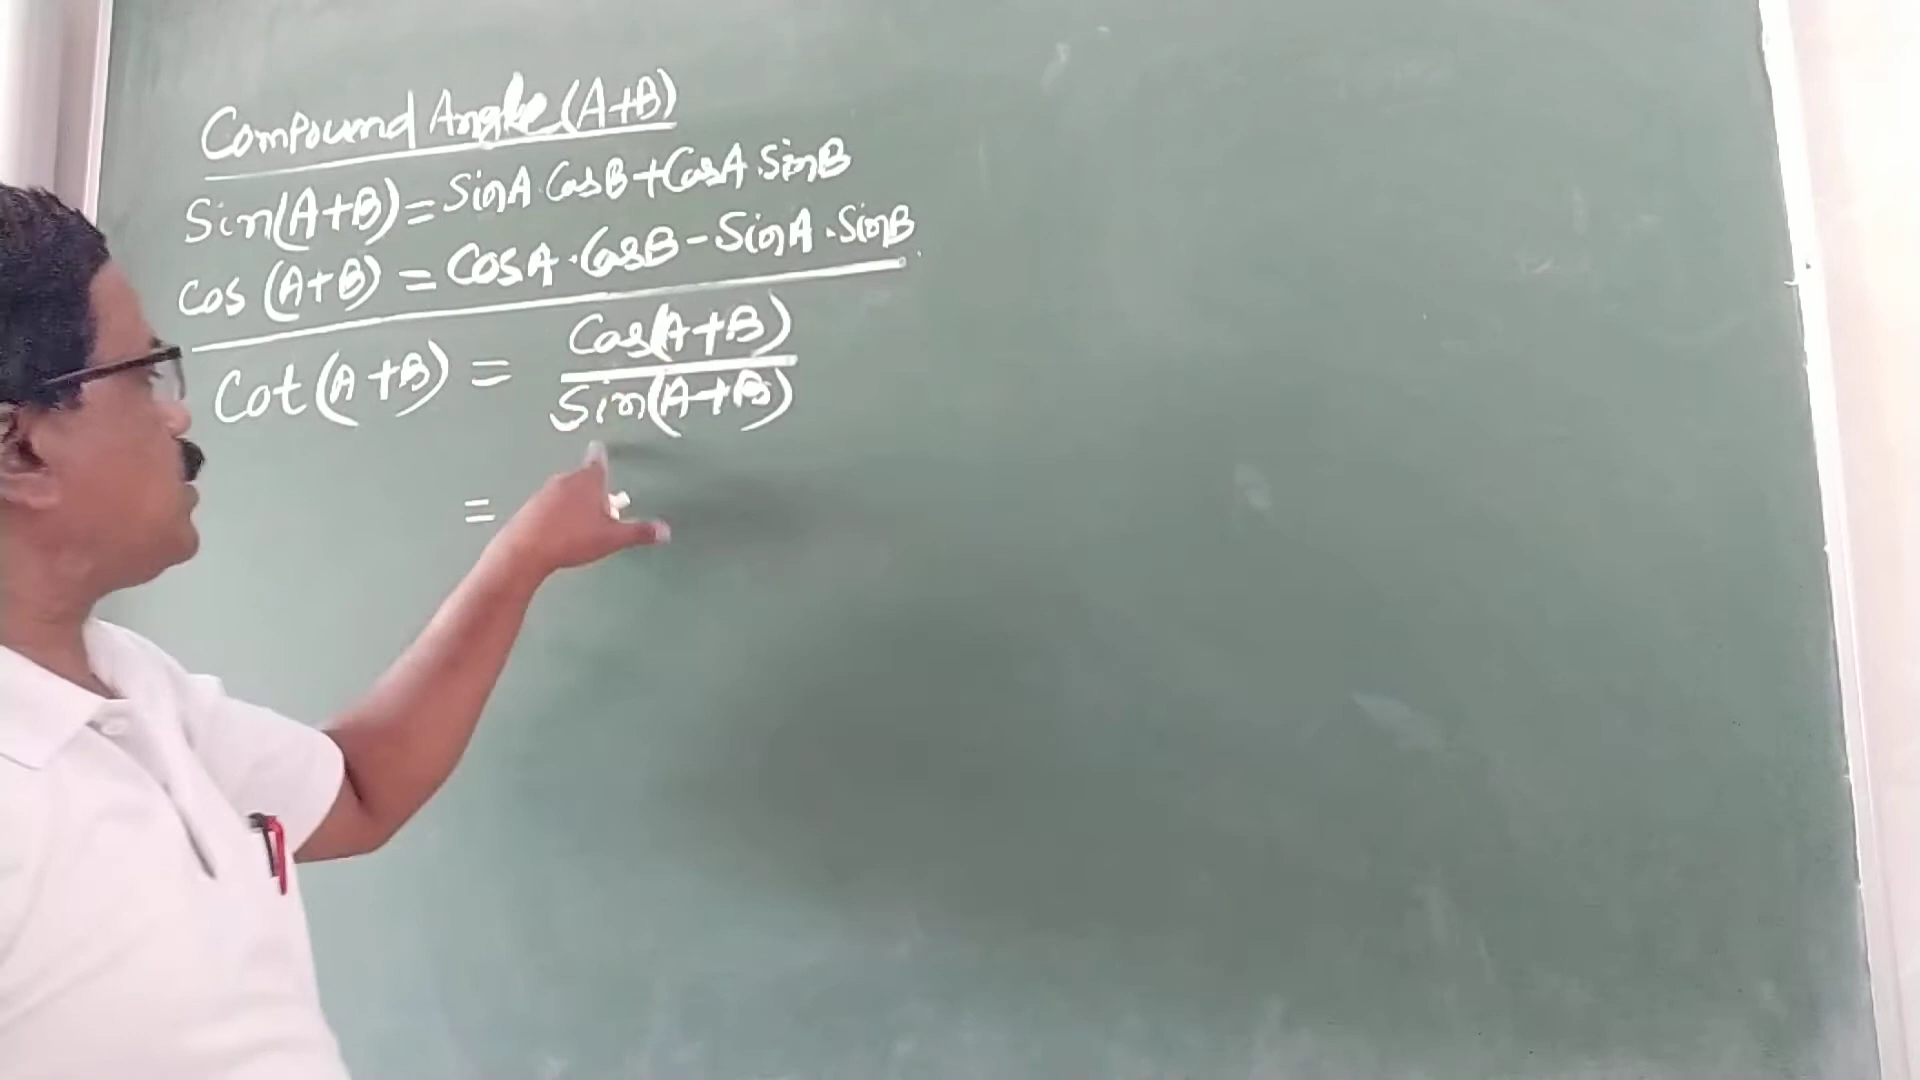 Compound Angle (A+B)
Sin(A+B)=SinA.CosB+CosA.SinB
cos (A+B) = CosA.CosB-SinA.SinB
Cot (A+B) = Cos(A+B)
Sin(A+B)
=